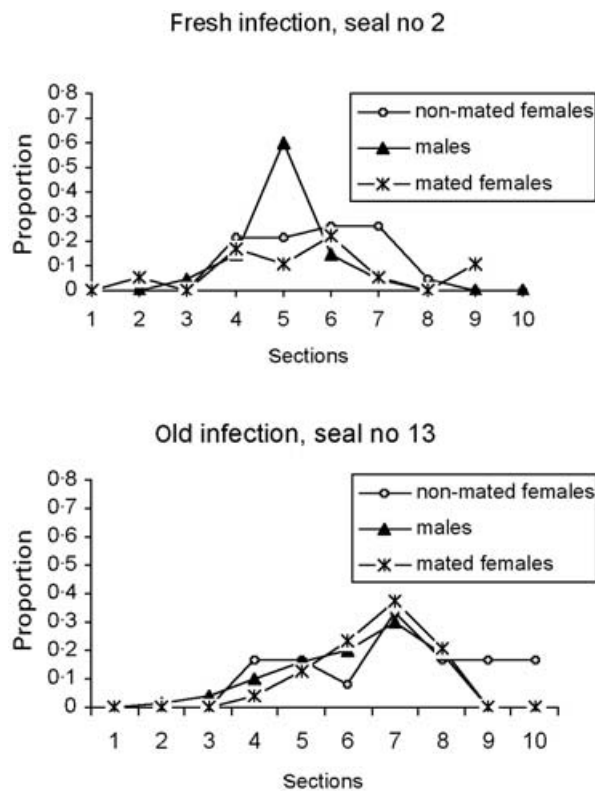 Fresh infection, seal no 2
0·8
0·7
0·6
0·5
0·4
0·3
0·2
0·1
0
Proportion
non-mated females
males
mated females
1 2 3 4 5 6 7 8 9 10
Sections
Old infection, seal no 13
0·8
0·7
0·6
0·5
0·4
0·3
0·2
0·1
0
Proportion
non-mated females
males
mated females
1 2 3 4 5 6 7 8 9 10
Sections